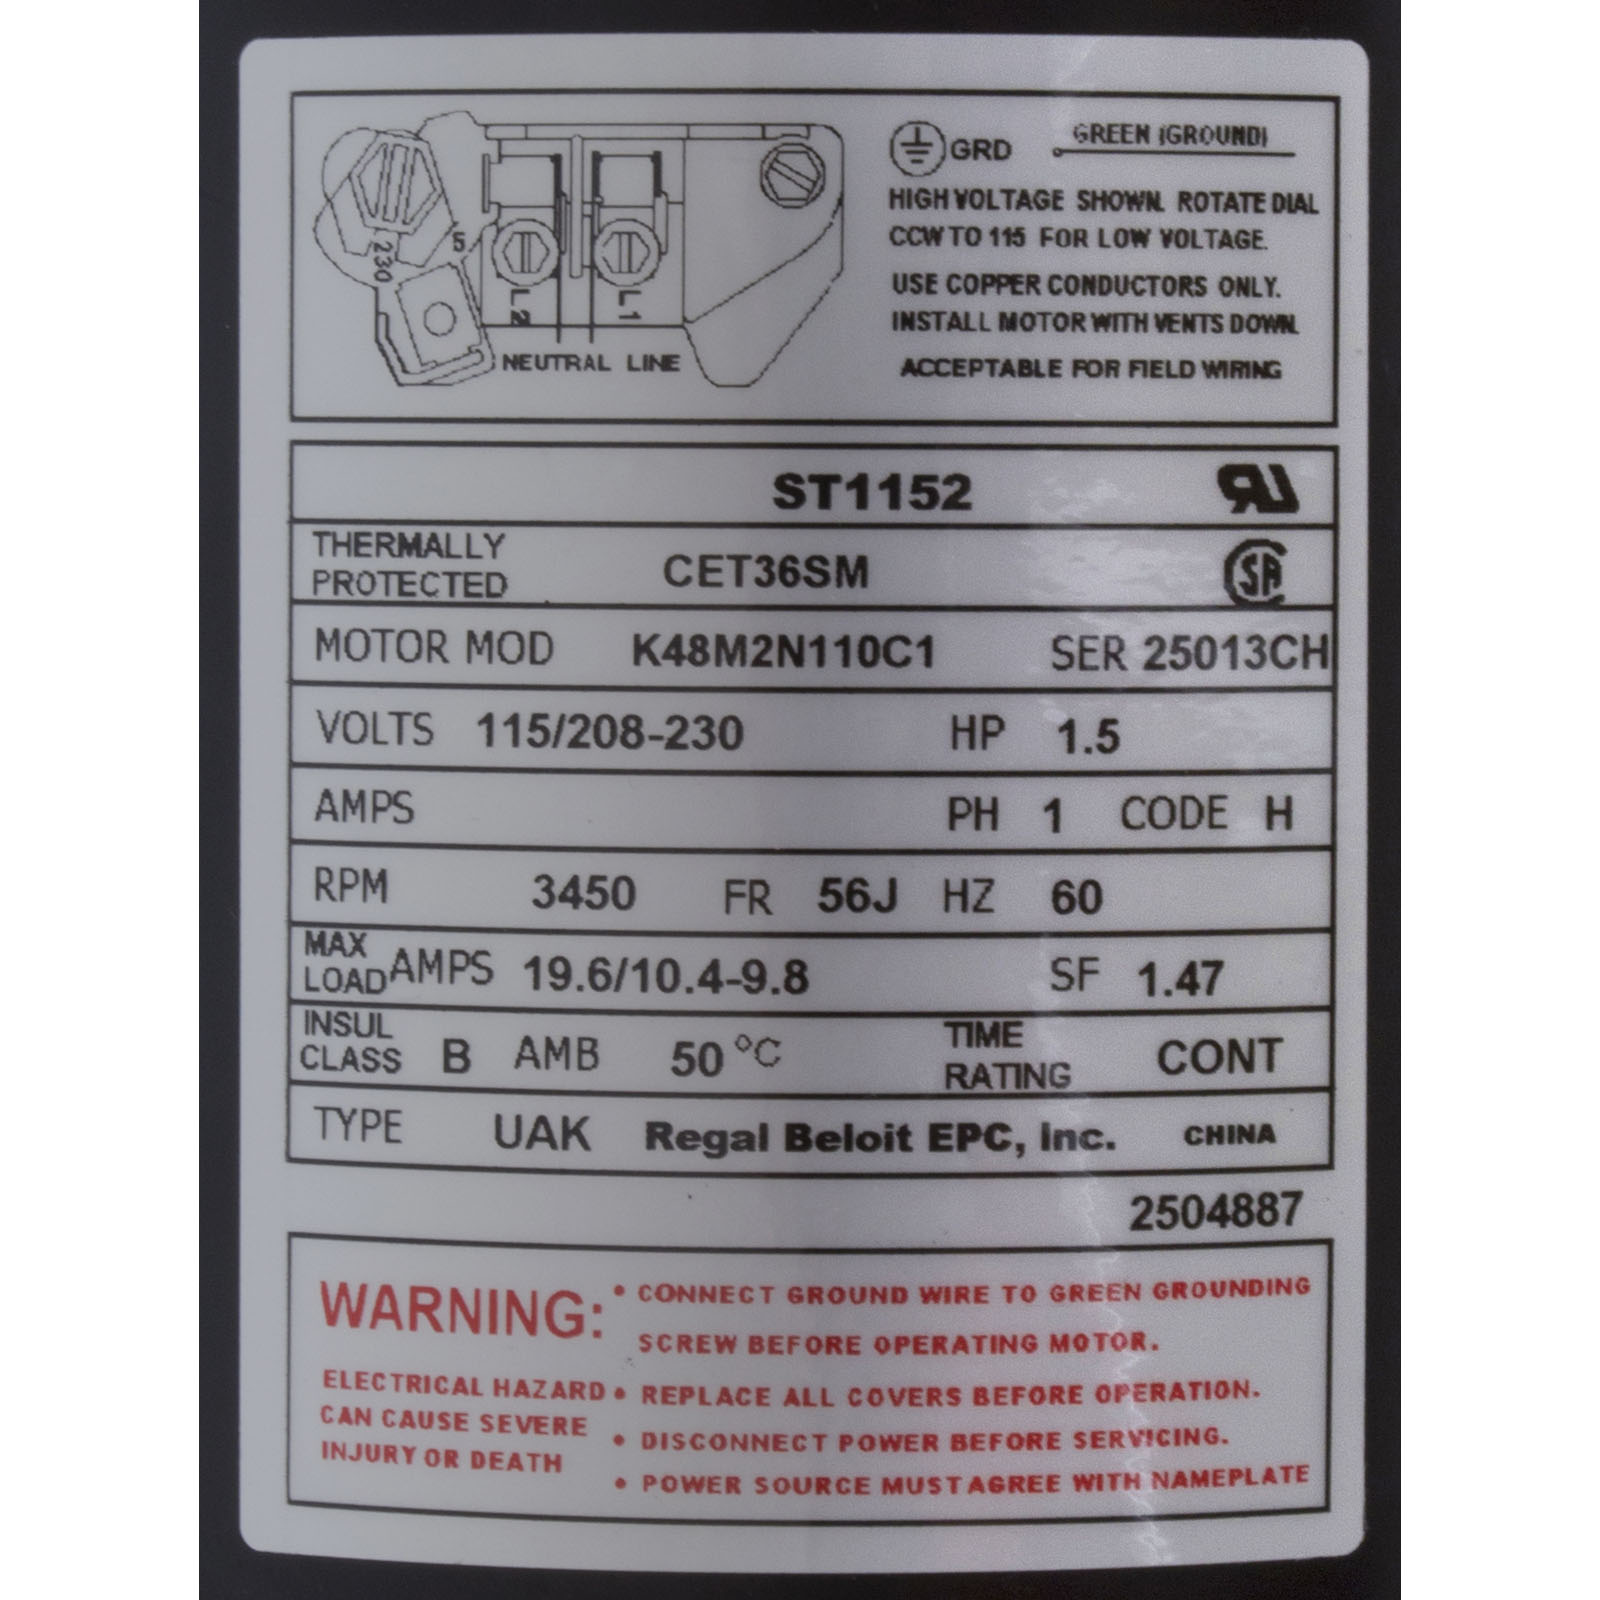 GRD GREEN (GROUND)
HIGH VOLTAGE SHOWN. ROTATE DIAL
CCW TO 115 FOR LOW VOLTAGE.
USE COPPER CONDUCTORS ONLY.
INSTALL MOTOR WITH VENTS DOWN.
ACCEPTABLE FOR FIELD WIRING
230 5
L2 L1
NEUTRAL LINE
ST1152
THERMALLY
PROTECTED CET36SM
MOTOR MOD K48M2N110C1 SER 25013CH
VOLTS 115/208-230 HP 1.5
AMPS PH 1 CODE H
RPM 3450 FR 56J HZ 60
MAX
LOAD AMPS 19.6/10.4-9.8 SF 1.47
INSUL
CLASS B AMB 50 °C TIME
RATING CONT
TYPE UAK Regal Beloit EPC, Inc. CHINA
2504887
WARNING:
ELECTRICAL HAZARD
CAN CAUSE SEVERE
INJURY OR DEATH
• CONNECT GROUND WIRE TO GREEN GROUNDING
SCREW BEFORE OPERATING MOTOR.
• REPLACE ALL COVERS BEFORE OPERATION.
• DISCONNECT POWER BEFORE SERVICING.
• POWER SOURCE MUST AGREE WITH NAMEPLATE